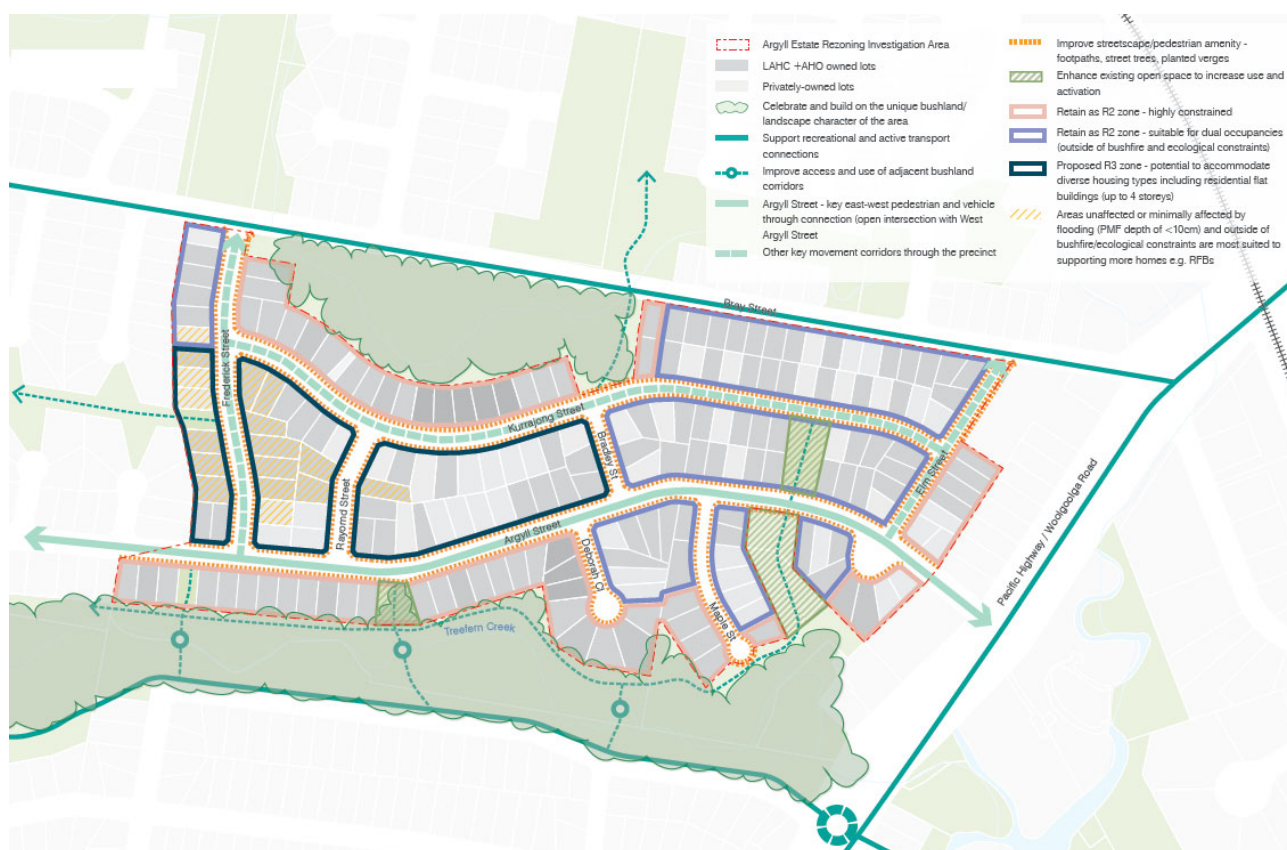 Argyll Estate Rezoning Investigation Area
LAHC +AHO owned lots
Privately-owned lots
Celebrate and build on the unique bushland/
landscape character of the area
Support recreational and active transport
connections
Improve access and use of adjacent bushland
corridors
Argyll Street - key east-west pedestrian and vehicle
through connection (open intersection with West
Argyll Street
Other key movement corridors through the precinct
Improve streetscape/pedestrian amenity -
footpaths, street trees, planted verges
Enhance existing open space to increase use and
activation
Retain as R2 zone - highly constrained
Retain as R2 zone - suitable for dual occupancies
(outside of bushfire and ecological constraints)
Proposed R3 zone - potential to accommodate
diverse housing types including residential flat
buildings (up to 4 storeys)
Areas unaffected or minimally affected by
flooding (PMF depth of <10cm) and outside of
bushfire/ecological constraints are most suited to
supporting more homes e.g. RFBs
Bray Street
Frederick Street
Kurrajong Street
Bradley St
Elm Street
Rayomd Street
Argyll Street
Deborah Cl
Maple St
Pacific Highway / Woolgoolga Road
Treefern Creek